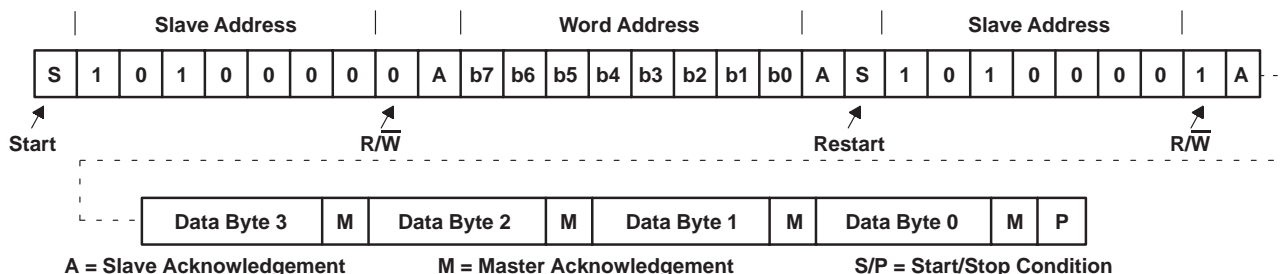 Slave Address Word Address Slave Address
S 1 0 1 0 0 0 0 0 A b7 b6 b5 b4 b3 b2 b1 b0 A S 1 0 1 0 0 0 0 1 A
Start R/W̅ Restart R/W̅
Data Byte 3 M Data Byte 2 M Data Byte 1 M Data Byte 0 M P
A = Slave Acknowledgement M = Master Acknowledgement S/P = Start/Stop Condition